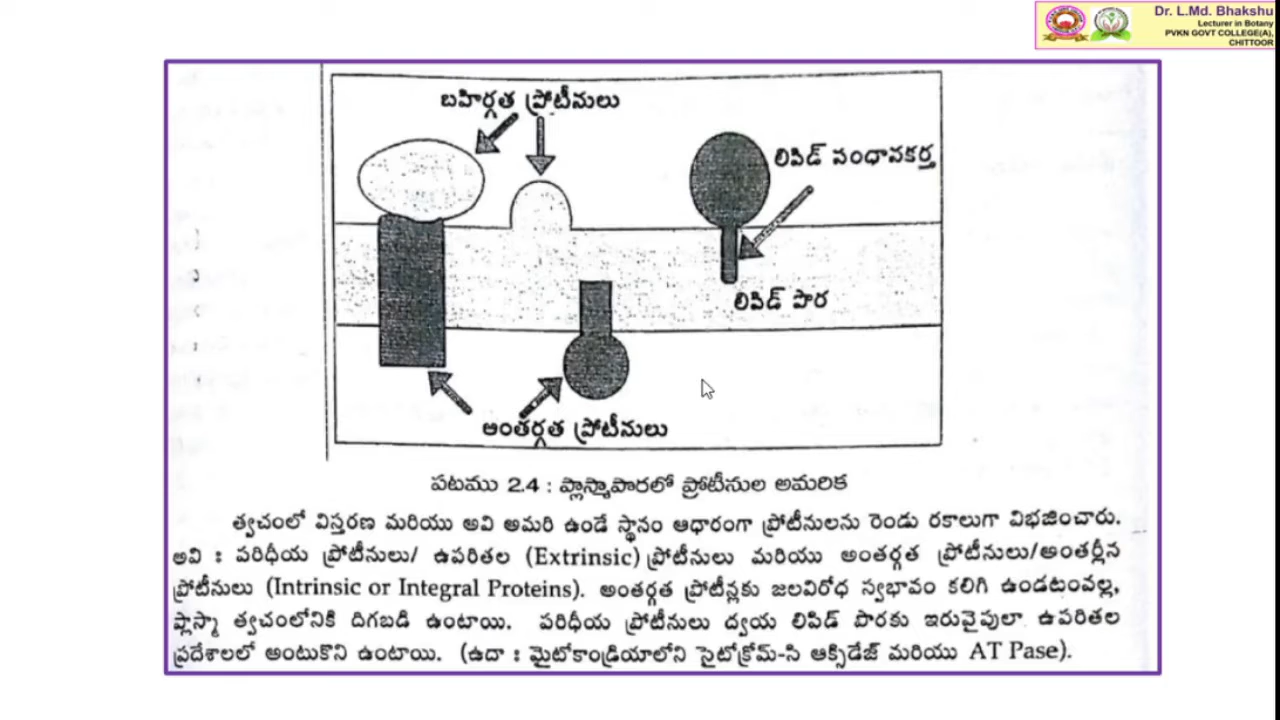 Dr. L.Md. Bhakshu
Lecturer in Botany
PVKN GOVT COLLEGE(A),
CHITTOOR
బహిర్గత ప్రోటీనులు
లిపిడ్ సంధానకర్త
లిపిడ్ పొర
ఆంతర్గత ప్రోటీనులు
పటము 2.4 : ప్లాస్మాపొరలో ప్రోటీనుల అమరిక
త్వచంలో విస్తరణ మరియు అవి అమరి ఉండే స్థానం ఆధారంగా ప్రోటీనులను రెండు రకాలుగా విభజించారు.
అవి : పరిధీయ ప్రోటీనులు/ ఉపరితల (Extrinsic) ప్రోటీనులు మరియు అంతర్గత ప్రోటీనులు/అంతర్లీన
ప్రోటీనులు (Intrinsic or Integral Proteins). అంతర్గత ప్రోటీన్లకు జలవిరోధ స్వభావం కలిగి ఉండటంవల్ల,
ప్లాస్మా త్వచంలోనికి దిగబడి ఉంటాయి. పరిధీయ ప్రోటీనులు ద్వయ లిపిడ్ పొరకు ఇరువైపులా ఉపరితల
ప్రదేశాలలో అంటుకొని ఉంటాయి. (ఉదా : మైటోకాండ్రియాలోని సైటోక్రోమ్-సి ఆక్సిడేజ్ మరియు AT Pase).